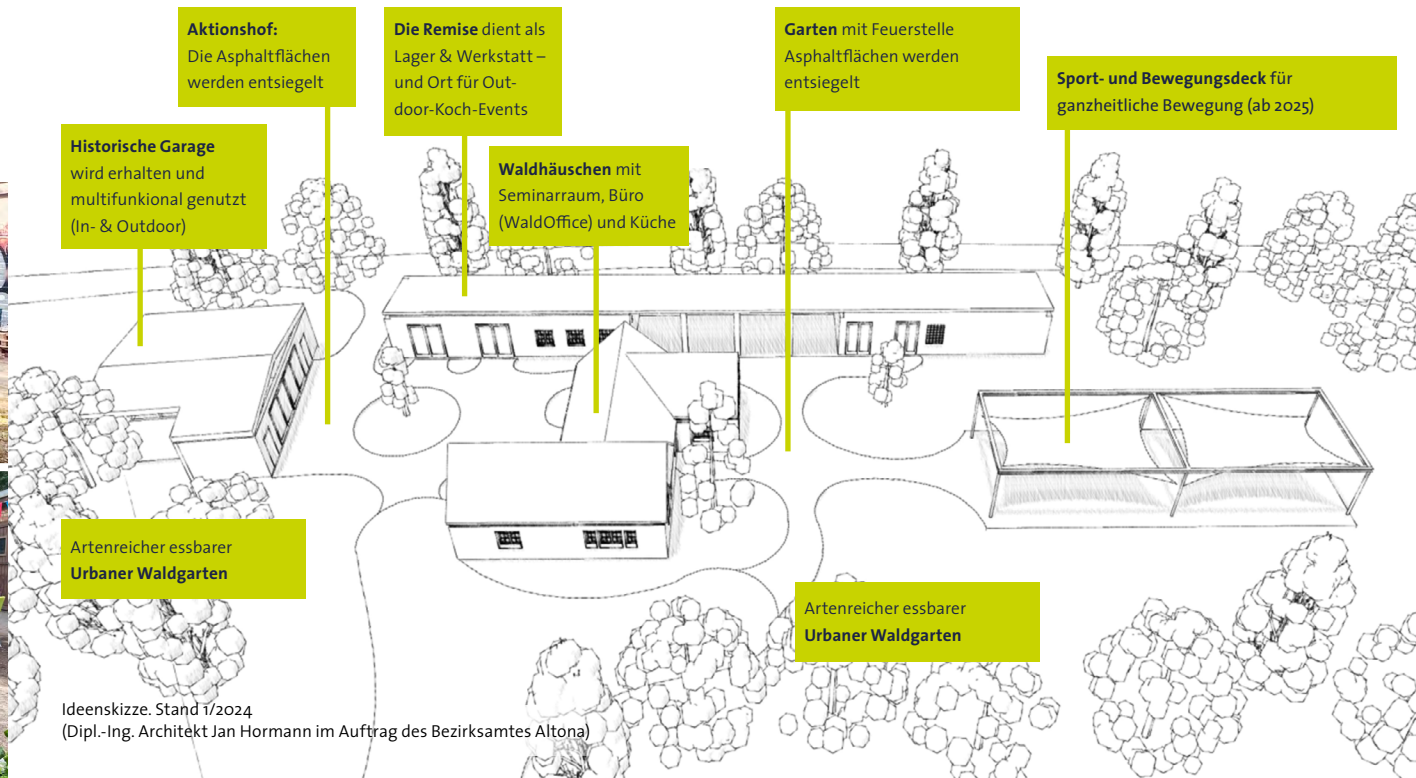 Aktionshof:
Die Asphaltflächen
werden entsiegelt
Die Remise dient als
Lager & Werkstatt –
und Ort für Out-
door-Koch-Events
Garten mit Feuerstelle
Asphaltflächen werden
entsiegelt
Sport- und Bewegungsdeck für
ganzheitliche Bewegung (ab 2025)
Historische Garage
wird erhalten und
multifunkional genutzt
(In- & Outdoor)
Waldhäuschen mit
Seminarraum, Büro
(WaldOffice) und Küche
Artenreicher essbarer
Urbaner Waldgarten
Artenreicher essbarer
Urbaner Waldgarten
Ideenskizze. Stand 1/2024
(Dipl.-Ing. Architekt Jan Hormann im Auftrag des Bezirksamtes Altona)